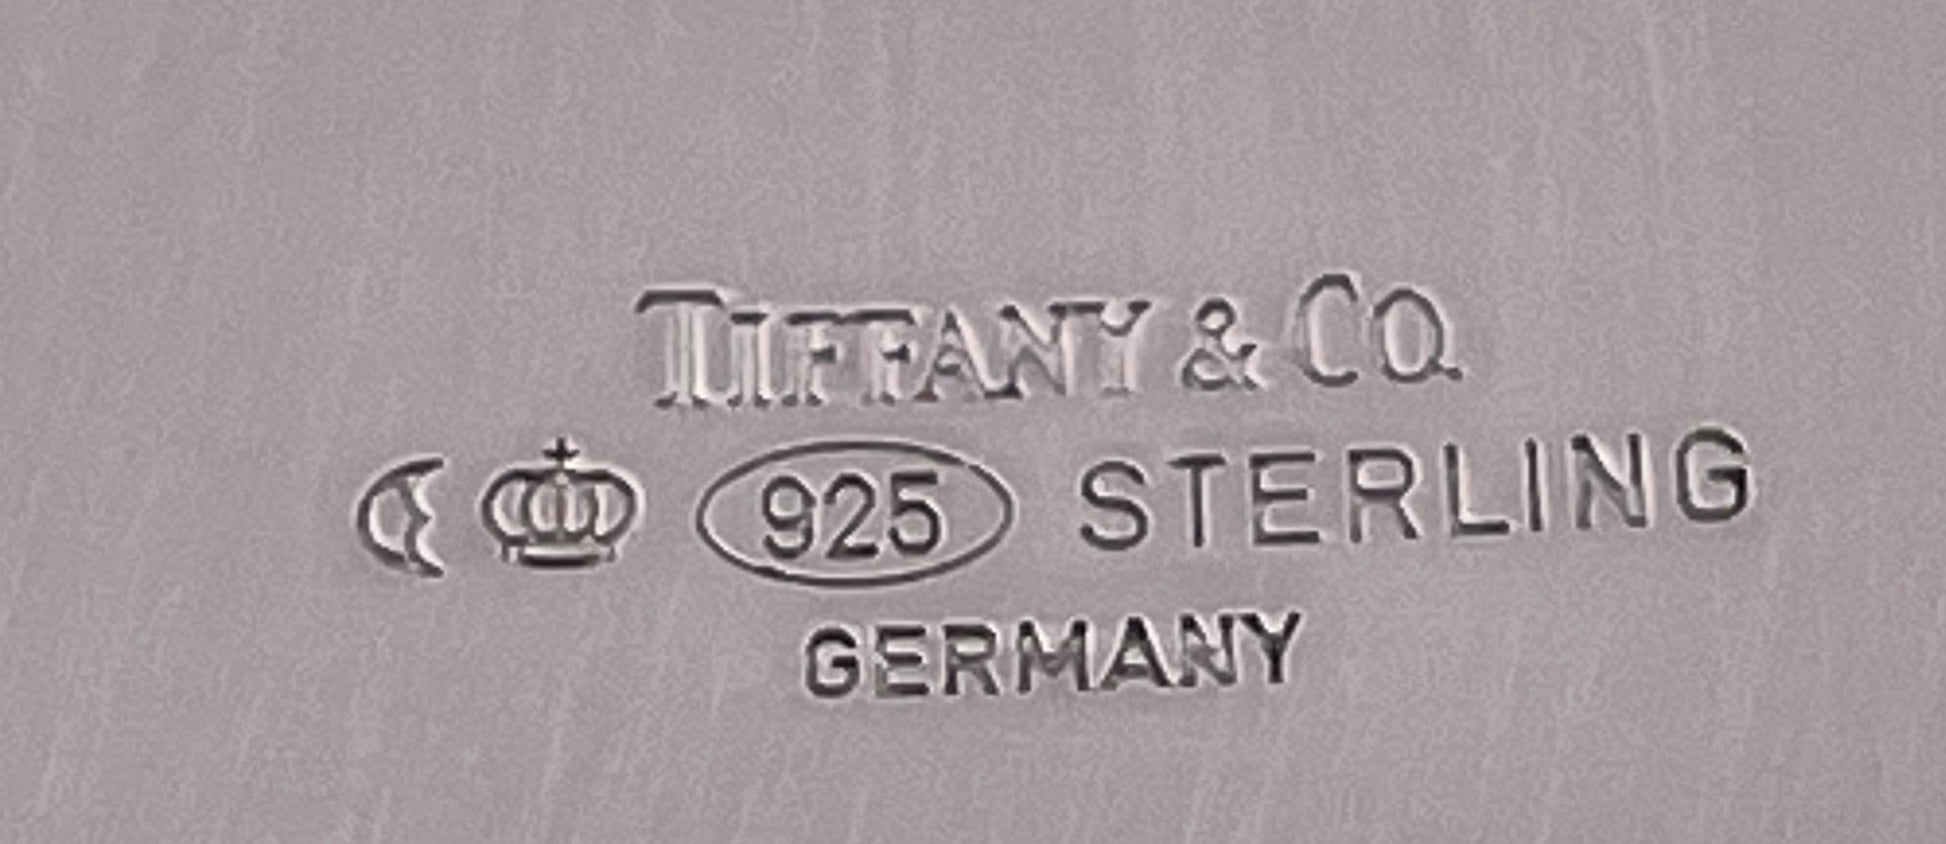 TIFFANY & CO.
925 STERLING
GERMANY